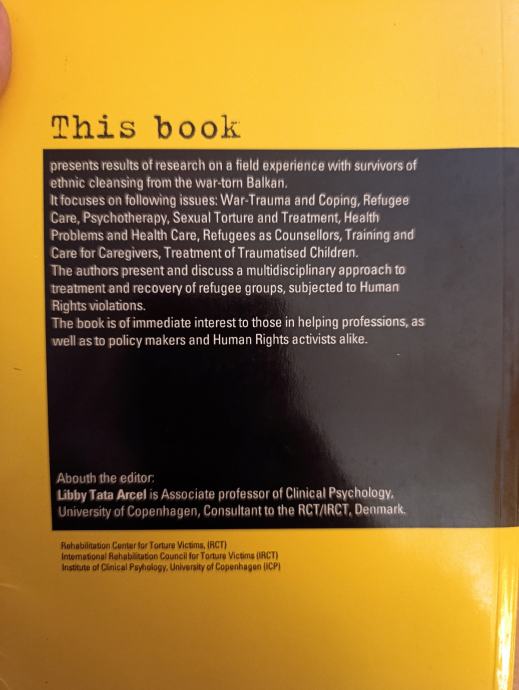 This book
presents results of research on a field experience with survivors of
ethnic cleansing from the war-torn Balkan.
It focuses on following issues: War-Trauma and Coping, Refugee
Care, Psychotherapy, Sexual Torture and Treatment, Health
Problems and Health Care, Refugees as Counsellors, Training and
Care for Caregivers, Treatment of Traumatised Children.
The authors present and discuss a multidisciplinary approach to
treatment and recovery of refugee groups, subjected to Human
Rights violations.
The book is of immediate interest to those in helping professions, as
well as to policy makers and Human Rights activists alike.
Abouth the editor:
Libby Tata Arcel is Associate professor of Clinical Psychology,
University of Copenhagen, Consultant to the RCT/IRCT, Denmark.
Rehabilitation Center for Torture Victims, (RCT)
International Rehabilitation Council for Torture Victims (IRCT)
Institute of Clinical Psyhology, University of Copenhagen (ICP)